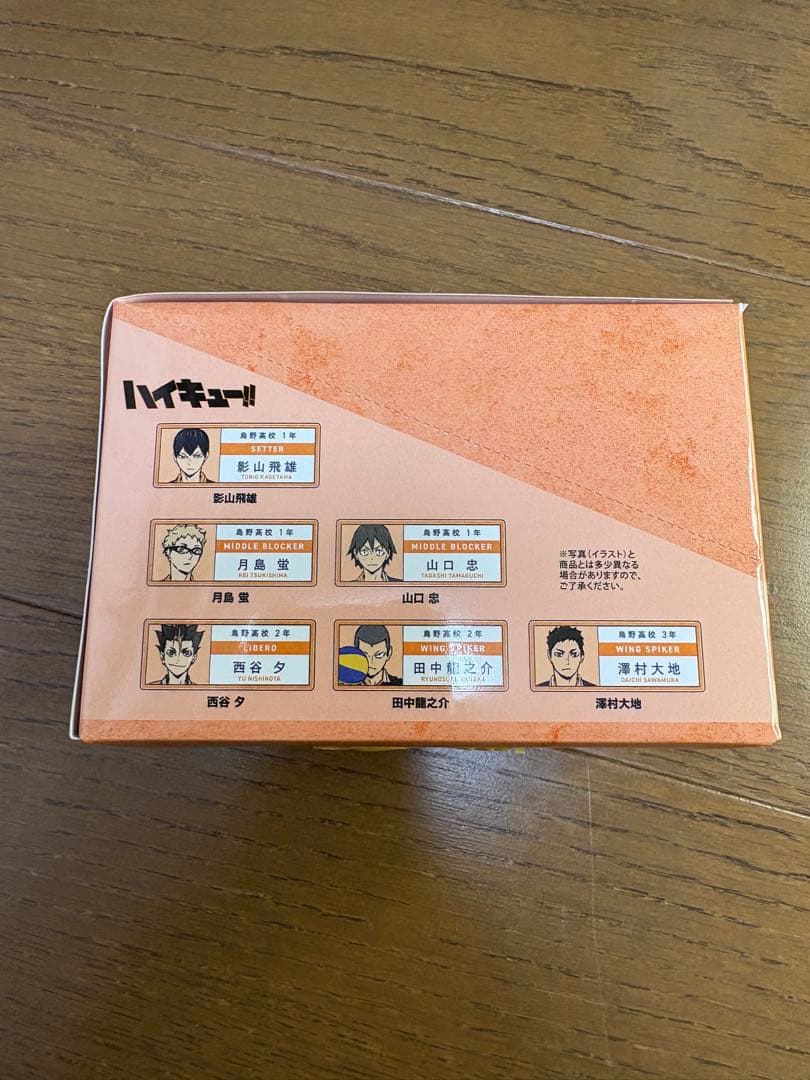 ハイキュー!!
烏野高校 1年
SETTER
影山飛雄
TOBIO KAGEYAMA
影山飛雄
烏野高校 1年
MIDDLE BLOCKER
月島 蛍
KEI TSUKISHIMA
月島 蛍
烏野高校 1年
MIDDLE BLOCKER
山口 忠
TADASHI YAMAGUCHI
山口 忠
※写真(イラスト)と
商品とは多少異なる
場合がありますので、
ご了承ください。
烏野高校 2年
LIBERO
西谷 夕
YU NISHINOYA
西谷 夕
烏野高校 2年
WING SPIKER
田中龍之介
RYUNOSUKE TANAKA
田中龍之介
烏野高校 3年
WING SPIKER
澤村大地
DAICHI SAWAMURA
澤村大地